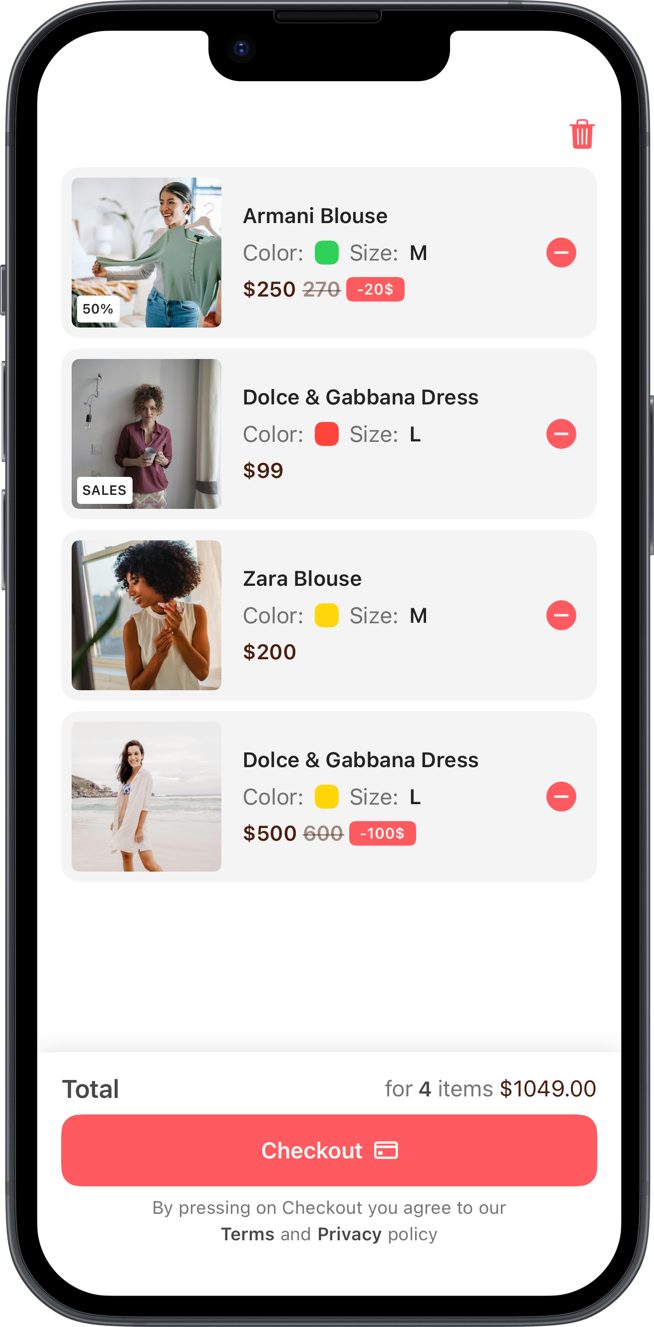 Armani Blouse
Color: Size: M
$250 270 -20$
50%
Dolce & Gabbana Dress
Color: Size: L
$99
SALES
Zara Blouse
Color: Size: M
$200
Dolce & Gabbana Dress
Color: Size: L
$500 600 -100$
Total for 4 items $1049.00
Checkout
By pressing on Checkout you agree to our
Terms and Privacy policy